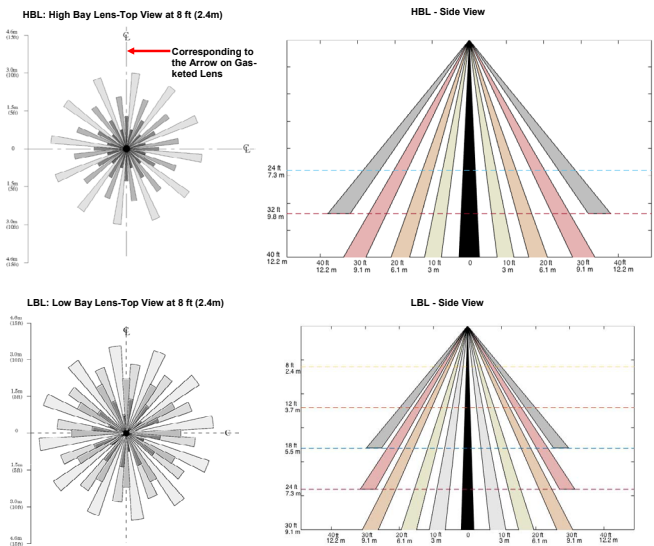 HBL: High Bay Lens-Top View at 8 ft (2.4m)
Corresponding to
the Arrow on Gas-
keted Lens
0
HBL - Side View
24 ft
7.3 m
32 ft
9.8 m
40 ft
12.2 m
40 ft 30 ft 20 ft 10 ft 0 10 ft 20 ft 30 ft 40 ft
12.2 m 9.1 m 6.1 m 3 m 3 m 6.1 m 9.1 m 12.2 m
LBL: Low Bay Lens-Top View at 8 ft (2.4m)
0
LBL - Side View
8 ft
2.4 m
12 ft
3.7 m
18 ft
5.5 m
24 ft
7.3 m
30 ft
9.1 m
40 ft 30 ft 20 ft 10 ft 0 10 ft 20 ft 30 ft 40 ft
12.2 m 9.1 m 6.1 m 3 m 3 m 6.1 m 9.1 m 12.2 m